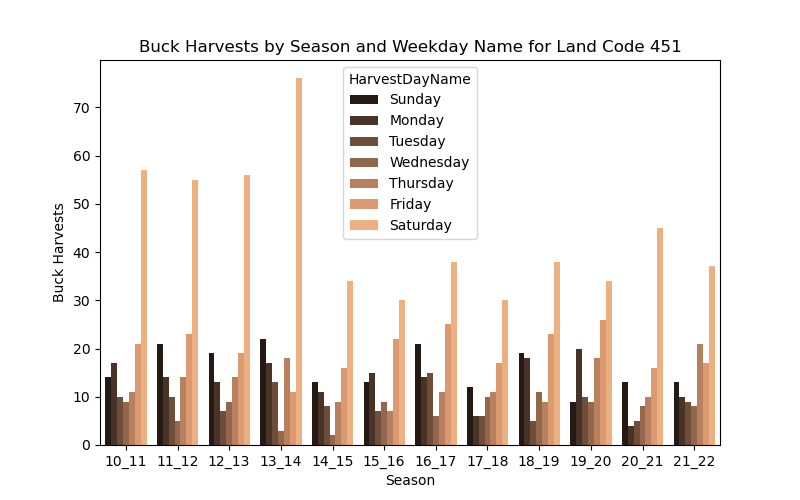 Buck Harvests by Season and Weekday Name for Land Code 451
HarvestDayName
Sunday
Monday
Tuesday
Wednesday
Thursday
Friday
Saturday
Buck Harvests
70
60
50
40
30
20
10
0
10_11 11_12 12_13 13_14 14_15 15_16 16_17 17_18 18_19 19_20 20_21 21_22
Season